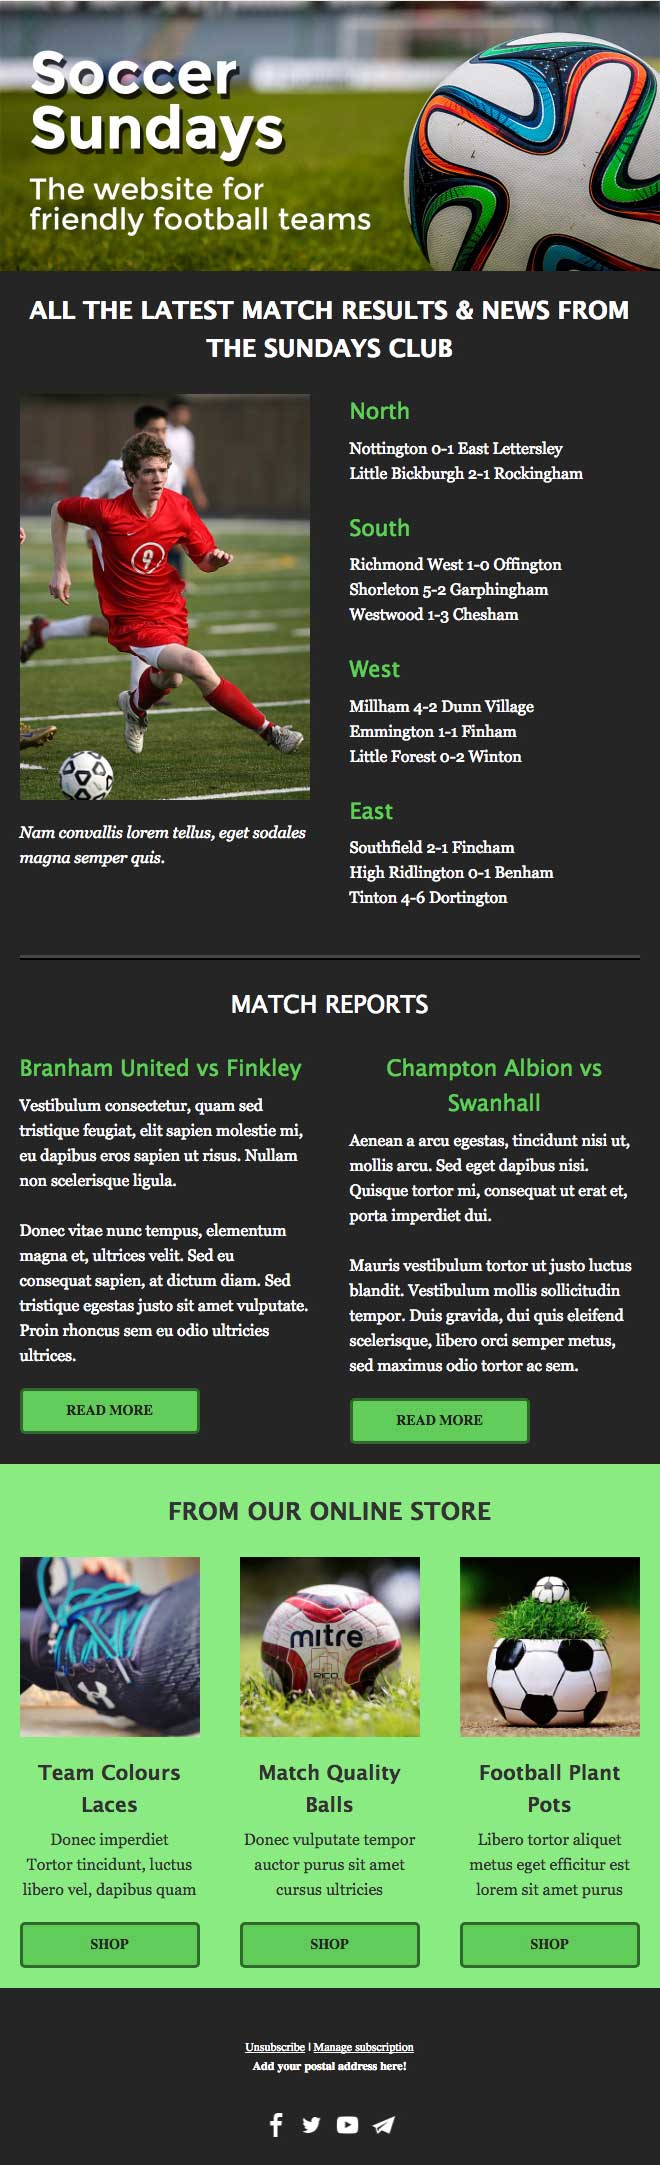 Soccer
Sundays
The website for
friendly football teams
ALL THE LATEST MATCH RESULTS & NEWS FROM
THE SUNDAYS CLUB
9
Nam convallis lorem tellus, eget sodales
magna semper quis.
North
Nottington 0-1 East Lettersley
Little Bickburgh 2-1 Rockingham
South
Richmond West 1-0 Offington
Shorleton 5-2 Garphingham
Westwood 1-3 Chesham
West
Millham 4-2 Dunn Village
Emmington 1-1 Finham
Little Forest 0-2 Winton
East
Southfield 2-1 Fincham
High Ridlington 0-1 Benham
Tinton 4-6 Dortington
MATCH REPORTS
Branham United vs Finkley
Vestibulum consectetur, quam sed
tristique feugiat, elit sapien molestie mi,
eu dapibus eros sapien ut risus. Nullam
non scelerisque ligula.
Donec vitae nunc tempus, elementum
magna et, ultrices velit. Sed eu
consequat sapien, at dictum diam. Sed
tristique egestas justo sit amet vulputate.
Proin rhoncus sem eu odio ultricies
ultrices.
READ MORE
Champton Albion vs
Swanhall
Aenean a arcu egestas, tincidunt nisi ut,
mollis arcu. Sed eget dapibus nisi.
Quisque tortor mi, consequat ut erat et,
porta imperdiet dui.
Mauris vestibulum tortor ut justo luctus
blandit. Vestibulum mollis sollicitudin
tempor. Duis gravida, dui quis eleifend
scelerisque, libero orci semper metus,
sed maximus odio tortor ac sem.
READ MORE
FROM OUR ONLINE STORE
Team Colours
Laces
Donec imperdiet
Tortor tincidunt, luctus
libero vel, dapibus quam
SHOP
mitre
RICO
Match Quality
Balls
Donec vulputate tempor
auctor purus sit amet
cursus ultricies
SHOP
Football Plant
Pots
Libero tortor aliquet
metus eget efficitur est
lorem sit amet purus
SHOP
Unsubscribe | Manage subscription
Add your postal address here!